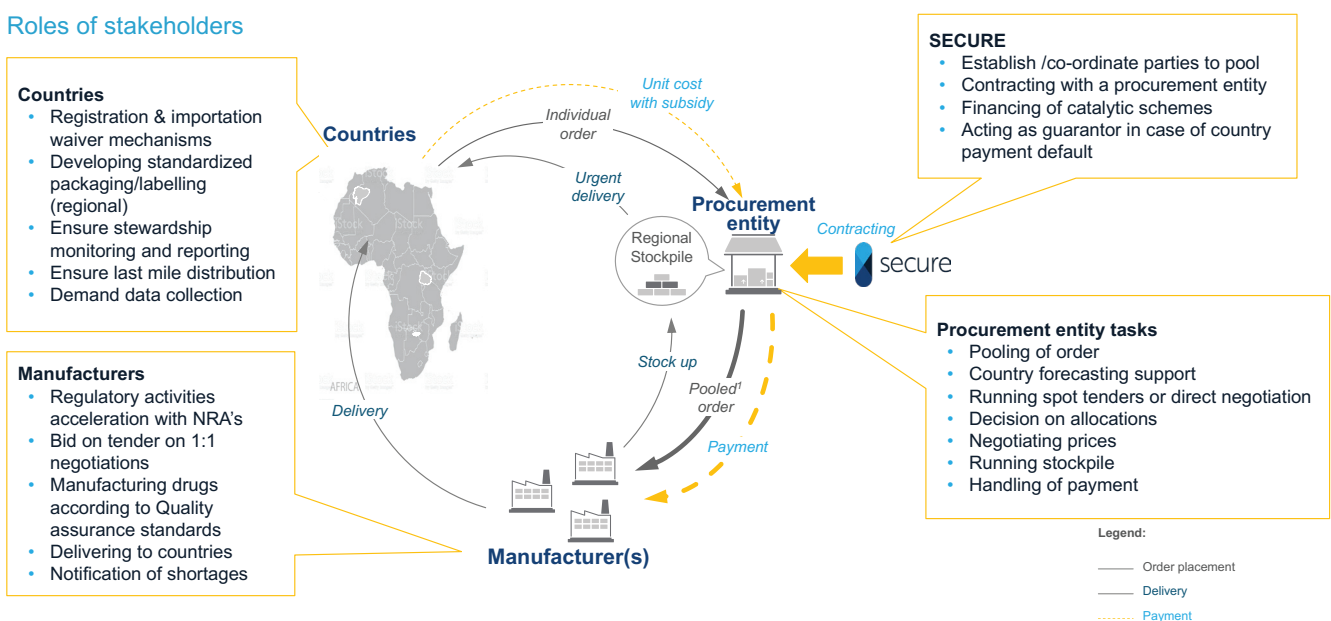 Roles of stakeholders
Countries
• Registration & importation
waiver mechanisms
• Developing standardized
packaging/labelling
(regional)
• Ensure stewardship
monitoring and reporting
• Ensure last mile distribution
• Demand data collection
Manufacturers
• Regulatory activities
acceleration with NRA's
• Bid on tender on 1:1
negotiations
• Manufacturing drugs
according to Quality
assurance standards
• Delivering to countries
• Notification of shortages
Countries
iStock
iStock
iStock
AFRICA
Unit cost
with subsidy
Individual
order
Urgent
delivery
Procurement
entity
Regional
Stockpile
Contracting
secure
Stock up
Pooled¹
order
Payment
Delivery
Manufacturer(s)
SECURE
• Establish /co-ordinate parties to pool
• Contracting with a procurement entity
• Financing of catalytic schemes
• Acting as guarantor in case of country
payment default
Procurement entity tasks
• Pooling of order
• Country forecasting support
• Running spot tenders or direct negotiation
• Decision on allocations
• Negotiating prices
• Running stockpile
• Handling of payment
Legend:
Order placement
Delivery
Payment